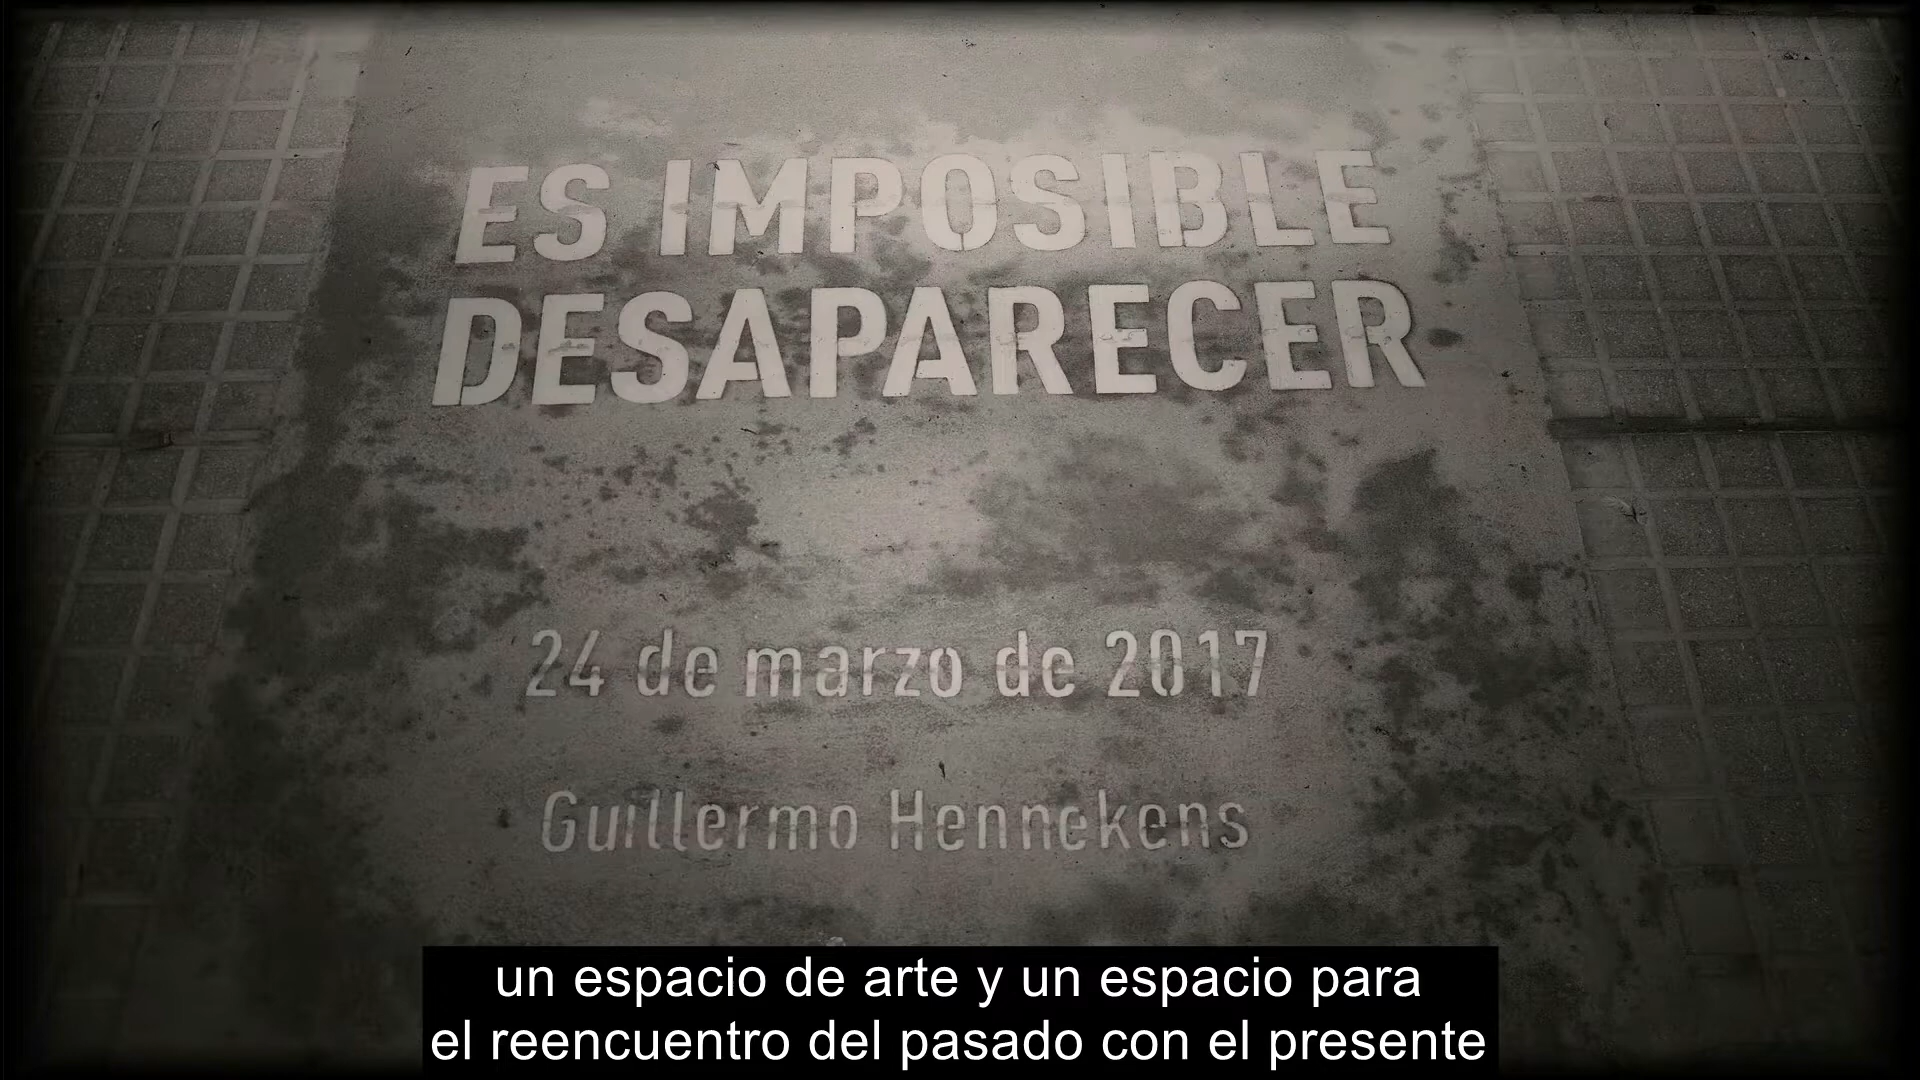 ES IMPOSIBLE
DESAPARECER
24 de marzo de 2017
Guillermo Hennekens
un espacio de arte y un espacio para
el reencuentro del pasado con el presente